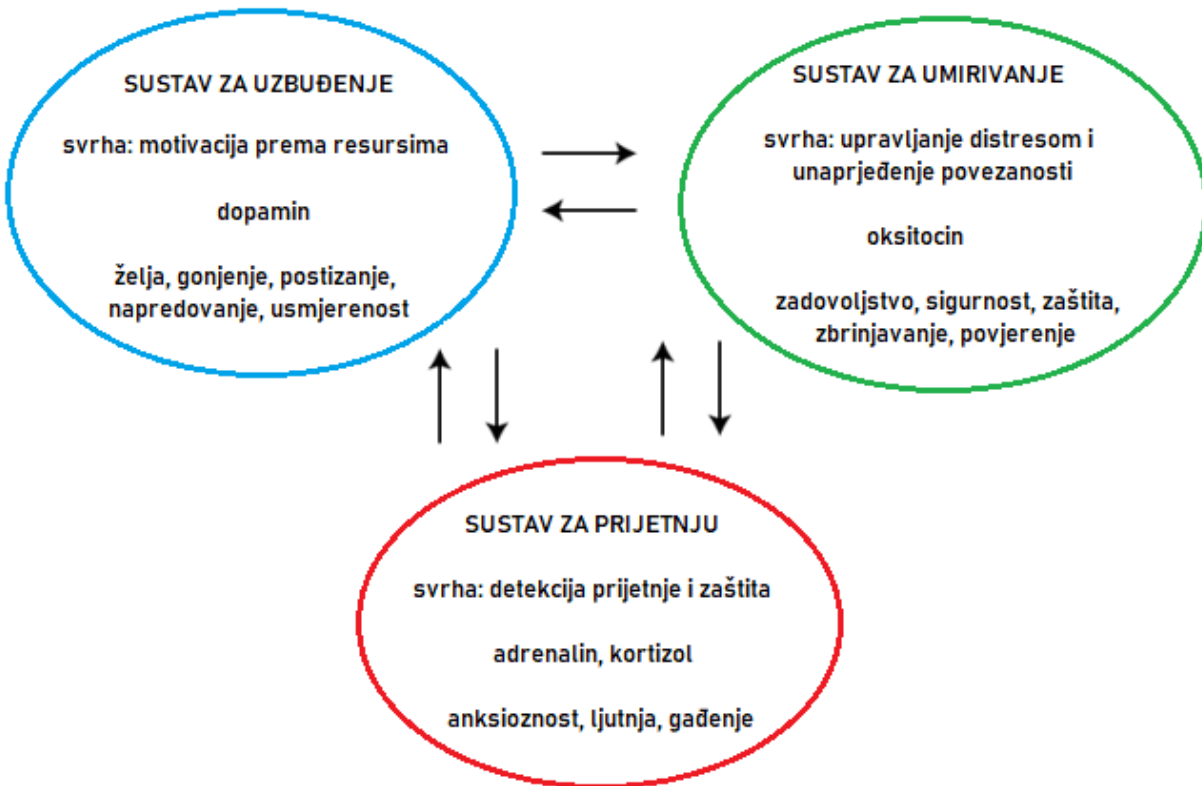 SUSTAV ZA UZBUĐENJE
svrha: motivacija prema resursima
dopamin
želja, gonjenje, postizanje,
napredovanje, usmjerenost
SUSTAV ZA UMIRIVANJE
svrha: upravljanje distresom i
unaprjeđenje povezanosti
oksitocin
zadovoljstvo, sigurnost, zaštita,
zbrinjavanje, povjerenje
SUSTAV ZA PRIJETNJU
svrha: detekcija prijetnje i zaštita
adrenalin, kortizol
anksioznost, ljutnja, gađenje